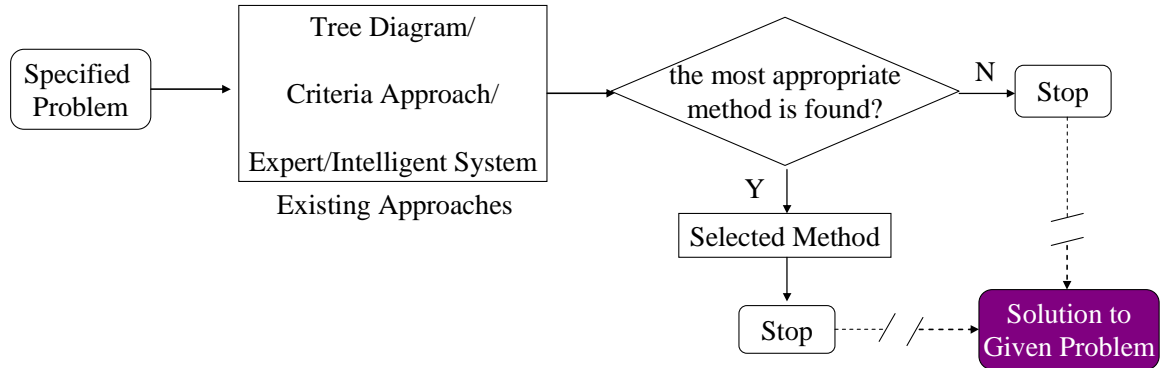 Specified
Problem
Tree Diagram/
Criteria Approach/
Expert/Intelligent System
Existing Approaches
the most appropriate
method is found?
N
Stop
Y
Selected Method
Stop
Solution to
Given Problem